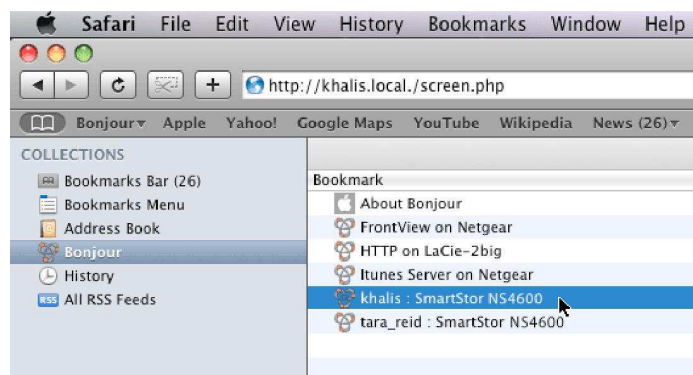 Safari File Edit View History Bookmarks Window Help
http://khalis.local./screen.php
Bonjour Apple Yahoo! Google Maps YouTube Wikipedia News (26)
COLLECTIONS
Bookmarks Bar (26)
Bookmarks Menu
Address Book
Bonjour
History
RSS All RSS Feeds
Bookmark
About Bonjour
FrontView on Netgear
HTTP on LaCie-2big
Itunes Server on Netgear
khalis : SmartStor NS4600
tara_reid : SmartStor NS4600